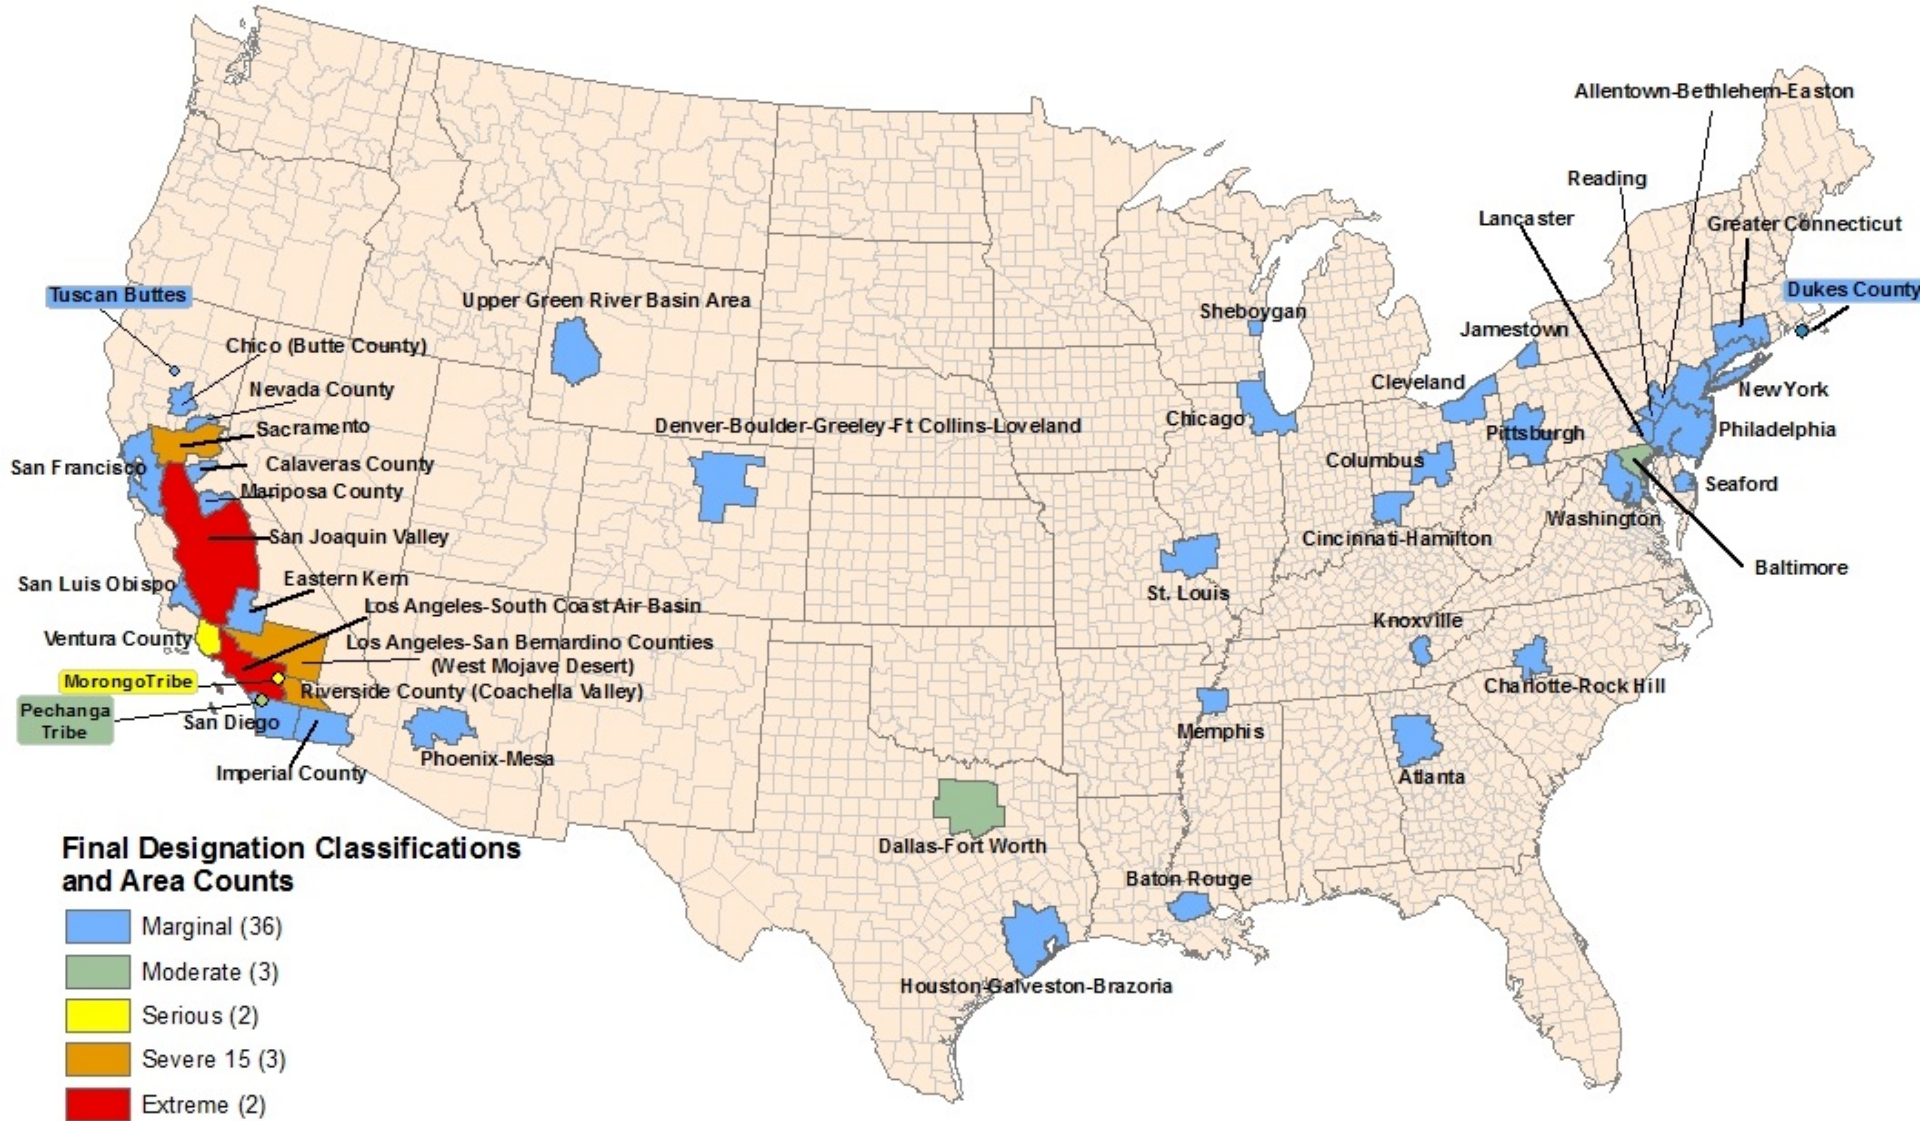 Allentown-Bethlehem-Easton
Reading
Lancaster
Greater Connecticut
Dukes County
Tuscan Buttes
Upper Green River Basin Area
Sheboygan
Jamestown
Chico (Butte County)
Nevada County
Cleveland
New York
Sacramento
Denver-Boulder-Greeley-Ft Collins-Loveland
Chicago
Pittsburgh
Philadelphia
San Francisco
Calaveras County
Columbus
Mariposa County
Seaford
Washington
San Joaquin Valley
Cincinnati-Hamilton
Baltimore
San Luis Obispo
Eastern Kern
St. Louis
Los Angeles-South Coast Air Basin
Knoxville
Ventura County
Los Angeles-San Bernardino Counties
(West Mojave Desert)
MorongoTribe
Riverside County (Coachella Valley)
Charlotte-Rock Hill
Pechanga
Tribe
San Diego
Memphis
Phoenix-Mesa
Imperial County
Atlanta
Dallas-Fort Worth
Baton Rouge
Houston-Galveston-Brazoria
Final Designation Classifications
and Area Counts
Marginal (36)
Moderate (3)
Serious (2)
Severe 15 (3)
Extreme (2)